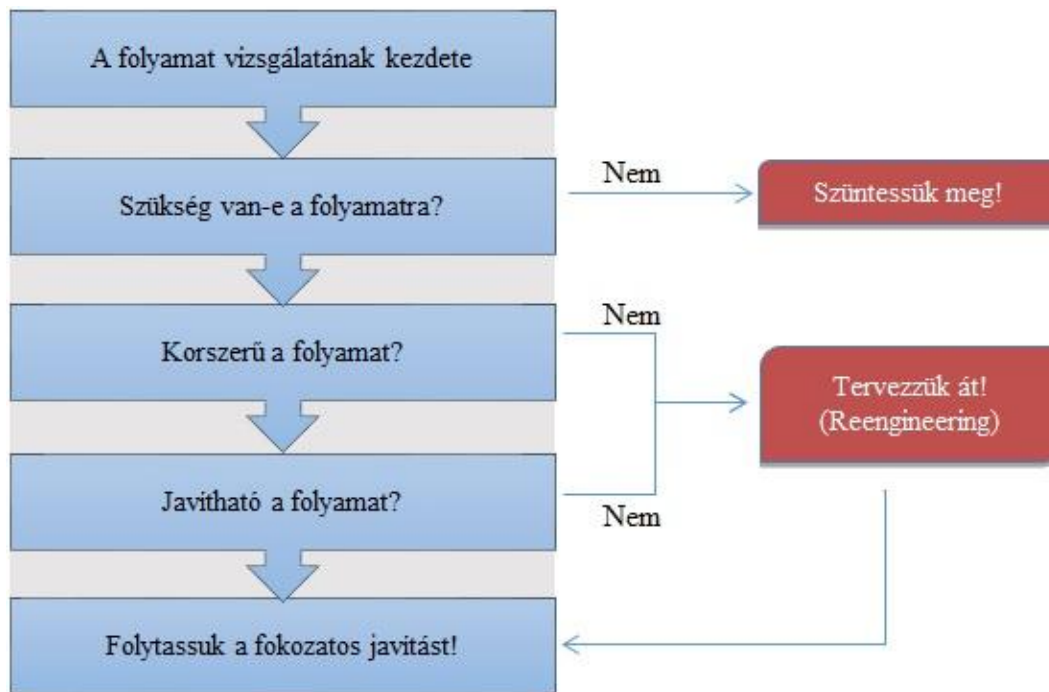 A folyamat vizsgálatának kezdete
Szükség van-e a folyamatra?
Nem
Szüntessük meg!
Korszerű a folyamat?
Nem
Tervezzük át!
(Reengineering)
Javítható a folyamat?
Nem
Folytassuk a fokozatos javítást!